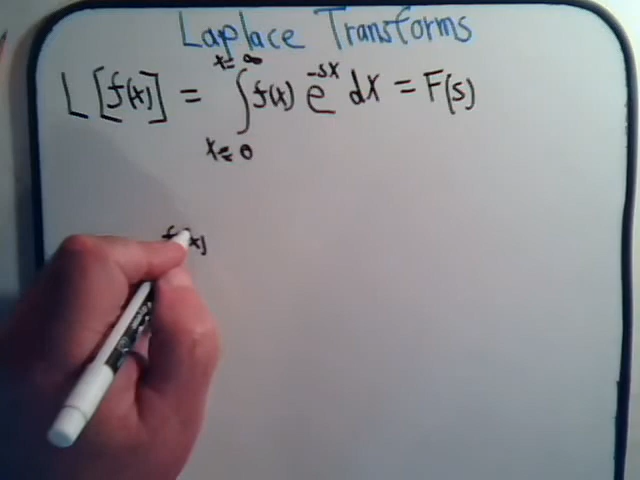 Laplace Transforms
L[f(x)] = ∫_{x=0}^{x=∞} f(x) e^{-sx} dx = F(s)
f(x)